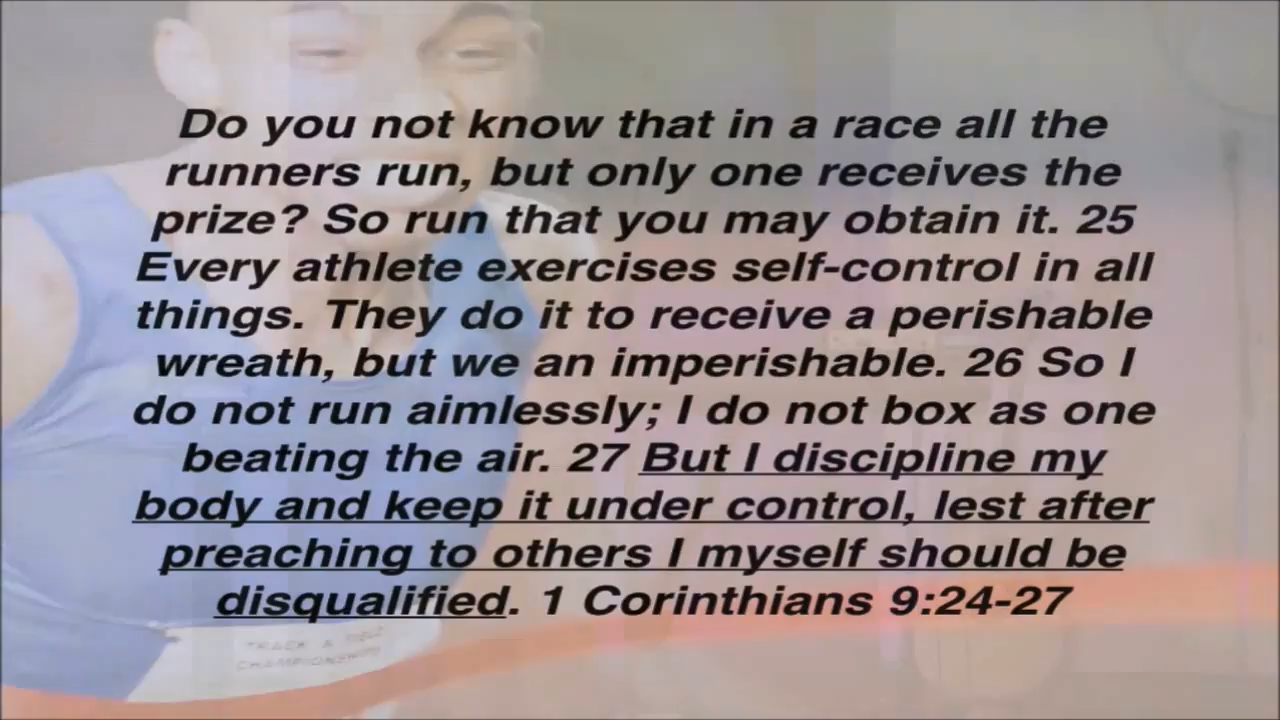 Do you not know that in a race all the
runners run, but only one receives the
prize? So run that you may obtain it. 25
Every athlete exercises self-control in all
things. They do it to receive a perishable
wreath, but we an imperishable. 26 So I
do not run aimlessly; I do not box as one
beating the air. 27 But I discipline my
body and keep it under control, lest after
preaching to others I myself should be
disqualified. 1 Corinthians 9:24-27
TRACK & FIELD
CHAMPIONSHIPS